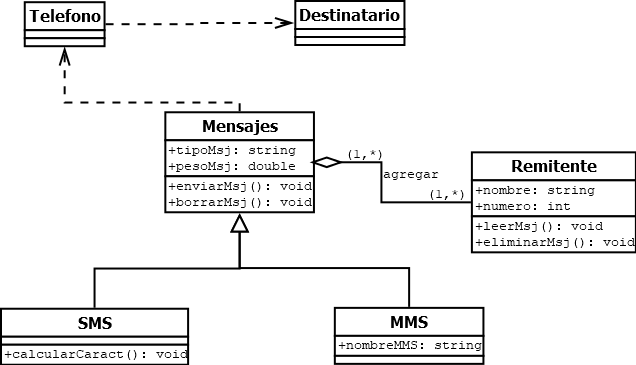 Telefono
Destinatario
Mensajes
+tipoMsj: string
+pesoMsj: double
+enviarMsj(): void
+borrarMsj(): void
(1,*)
agregar
(1,*)
Remitente
+nombre: string
+numero: int
+leerMsj(): void
+eliminarMsj(): void
SMS
+calcularCaract(): void
MMS
+nombreMMS: string